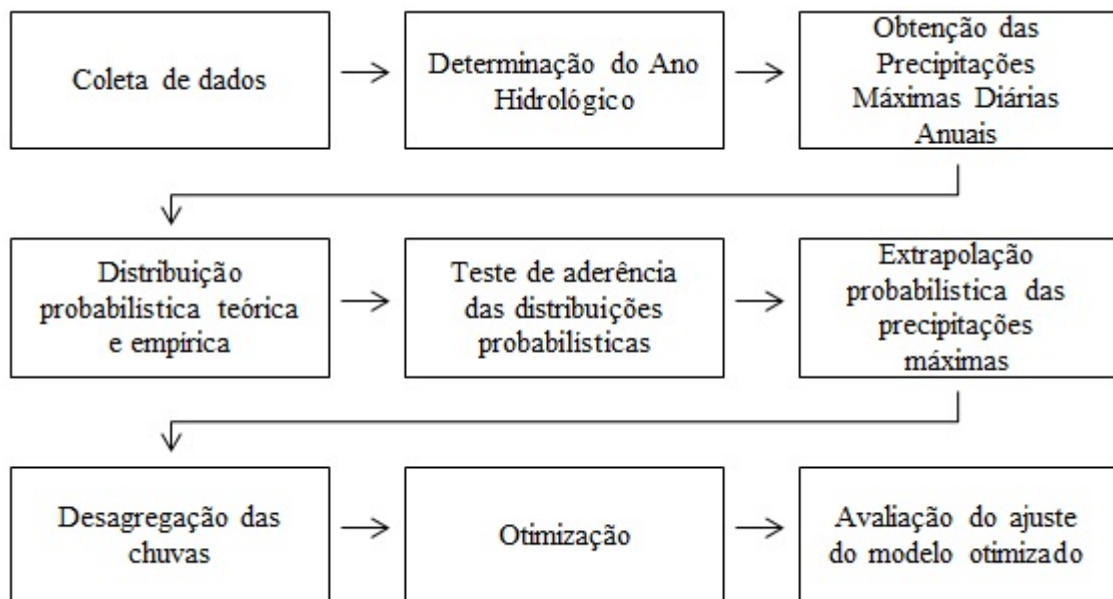 Coleta de dados
Determinação do Ano
Hidrológico
Obtenção das
Precipitações
Máximas Diárias
Anuais
Distribuição
probabilística teórica
e empírica
Teste de aderência
das distribuições
probabilísticas
Extrapolação
probabilística das
precipitações
máximas
Desagregação das
chuvas
Otimização
Avaliação do ajuste
do modelo otimizado